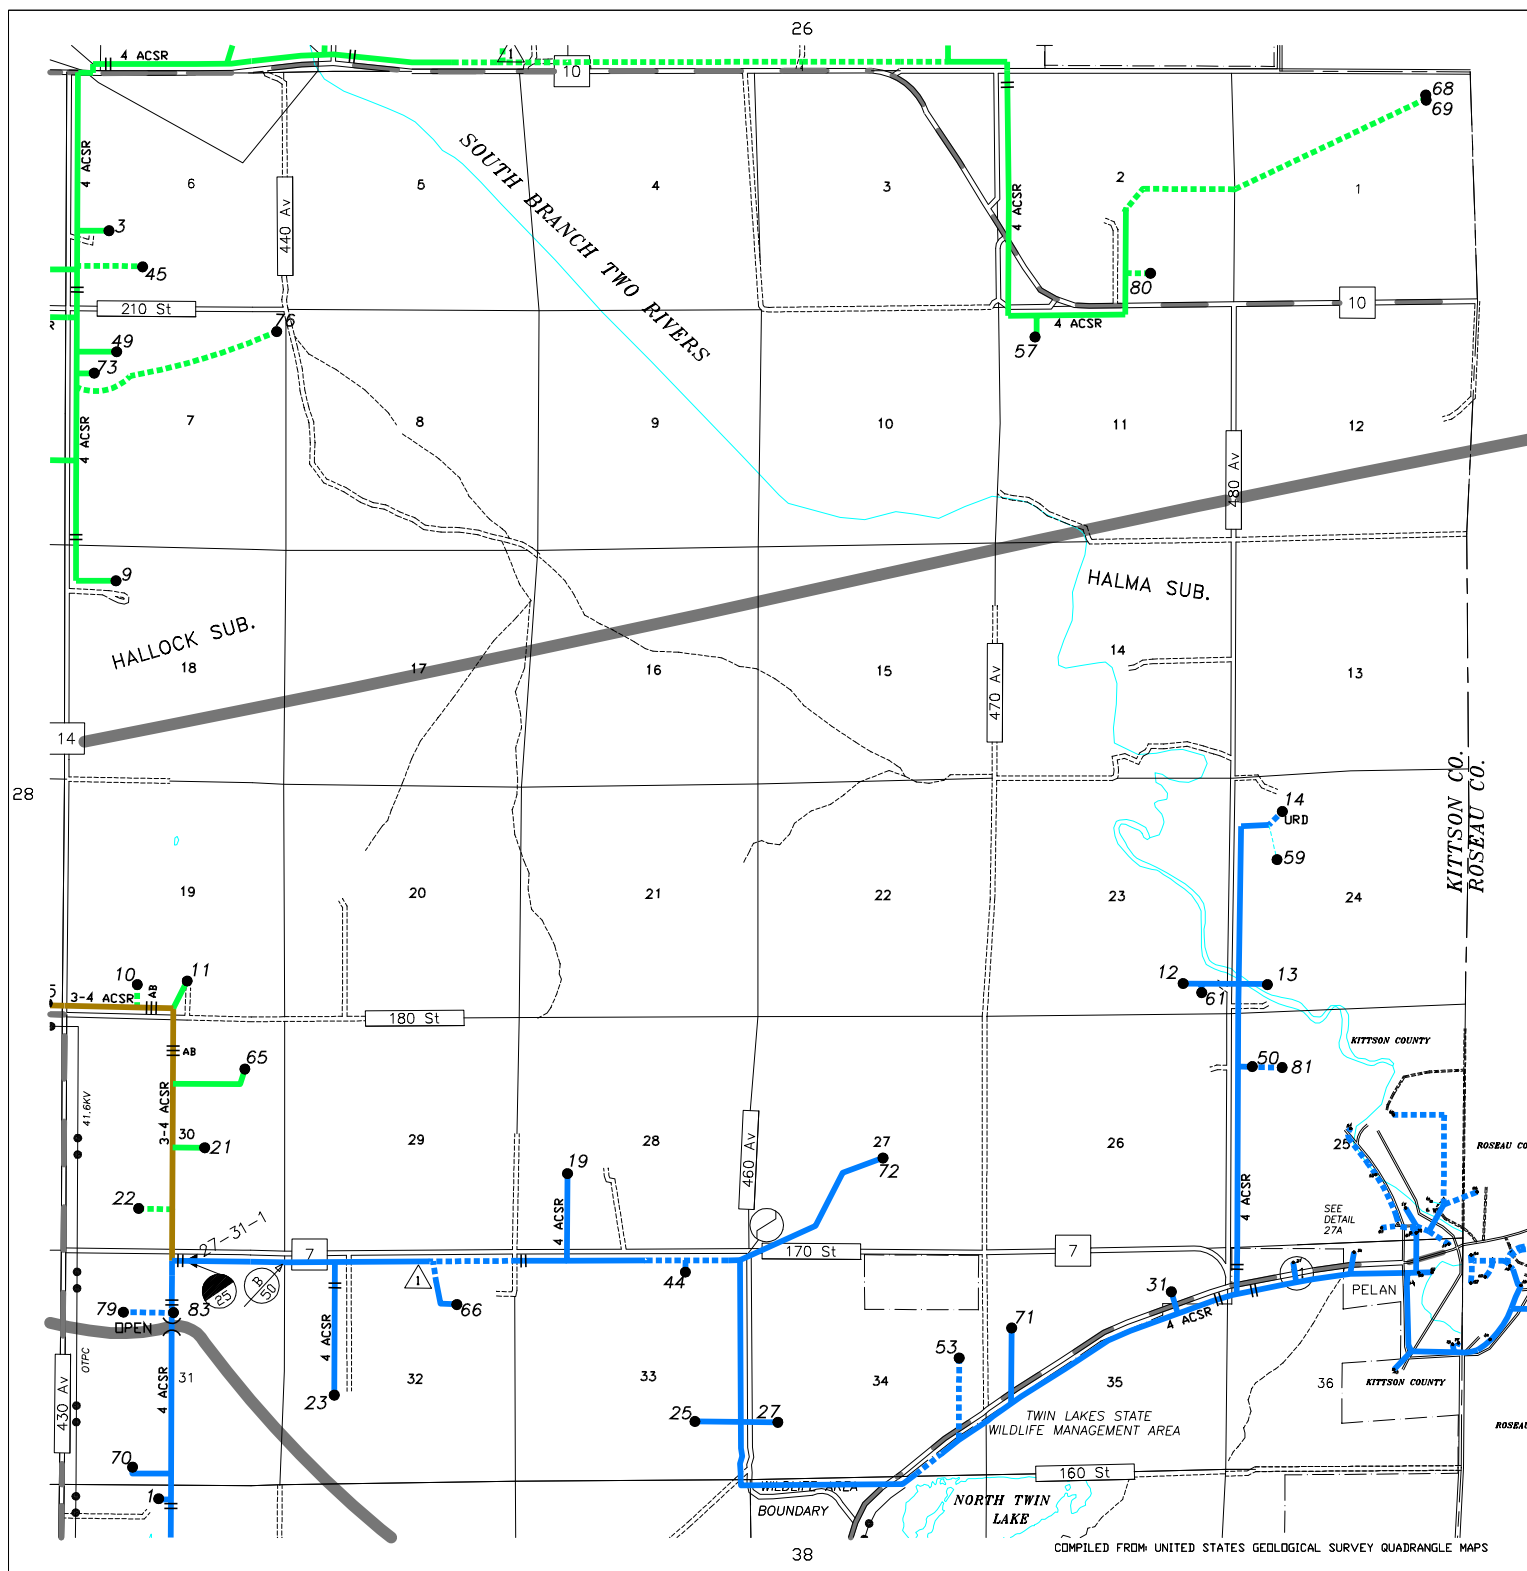 26
4 ACSR
1
10
68
69
4 ACSR
6
5
4
3
2
1
SOUTH BRANCH TWO RIVERS
440 Av
4 ACSR
3
45
80
210 St
10
76
4 ACSR
57
49
73
7
8
9
10
11
12
4 ACSR
480 Av
9
HALMA SUB.
HALLOCK SUB.
18
17
16
15
14
13
470 Av
14
KITTSON CO.
ROSEAU CO.
28
14
URD
59
19
20
21
22
23
24
10
11
12
13
61
5
3-4 ACSR
AB
180 St
AB
KITTSON COUNTY
65
50
81
41.6KV
3-4 ACSR
30
21
29
28
27
26
25
ROSEAU CO
460 Av
19
72
22
4 ACSR
4 ACSR
SEE
DETAIL
27A
27-31-1
7
170 St
7
B
50
25
1
44
66
31
1
PELAN
79
83
OPEN
4 ACSR
71
4 ACSR
53
OTPC
430 Av
4 ACSR
31
32
33
34
35
36
23
25
27
KITTSON COUNTY
TWIN LAKES STATE
WILDLIFE MANAGEMENT AREA
ROSEAU
70
160 St
1
WILDLIFE AREA
BOUNDARY
NORTH TWIN
LAKE
38
COMPILED FROM: UNITED STATES GEOLOGICAL SURVEY QUADRANGLE MAPS